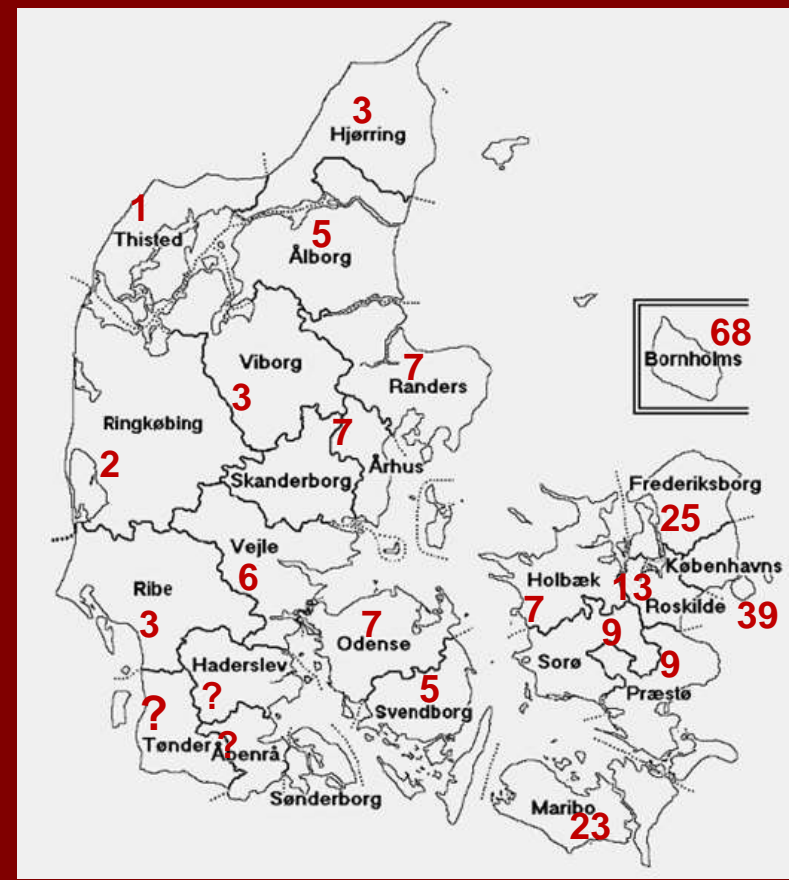 3
Hjørring
1
Thisted
5
Ålborg
68
Bornholms
Viborg
3
7
Randers
Ringkøbing
2
7
Århus
Skanderborg
Frederiksborg
25
Vejle
6
Københavns
Holbæk
13
7
Roskilde
39
Ribe
3
7
Odense
9
Sorø
9
Præstø
Haderslev
?
5
Svendborg
?
Tønder
?
Åbenrå
Sønderborg
Maribo
23